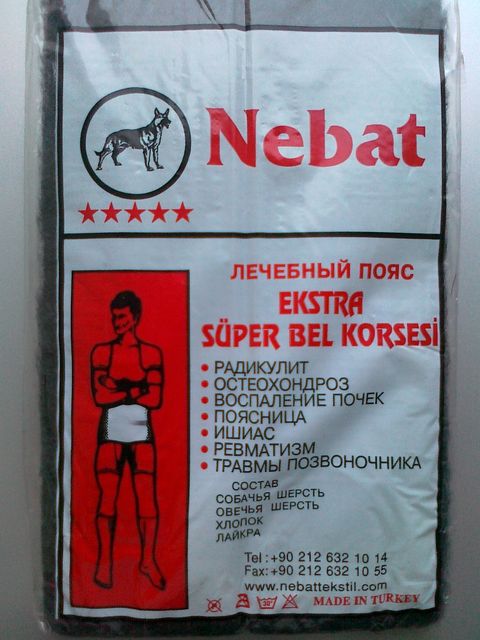 Nebat
ЛЕЧЕБНЫЙ ПОЯС
EKSTRA
SÜPER BEL KORSESİ
• РАДИКУЛИТ
• ОСТЕОХОНДРОЗ
• ВОСПАЛЕНИЕ ПОЧЕК
• ПОЯСНИЦА
• ИШИАС
• РЕВМАТИЗМ
• ТРАВМЫ ПОЗВОНОЧНИКА
СОСТАВ
СОБАЧЬЯ ШЕРСТЬ
ОВЕЧЬЯ ШЕРСТЬ
ХЛОПОК
ЛАЙКРА
Tel : +90 212 632 10 14
Fax: +90 212 632 10 55
www.nebattekstil.com
30° MADE IN TURKEY